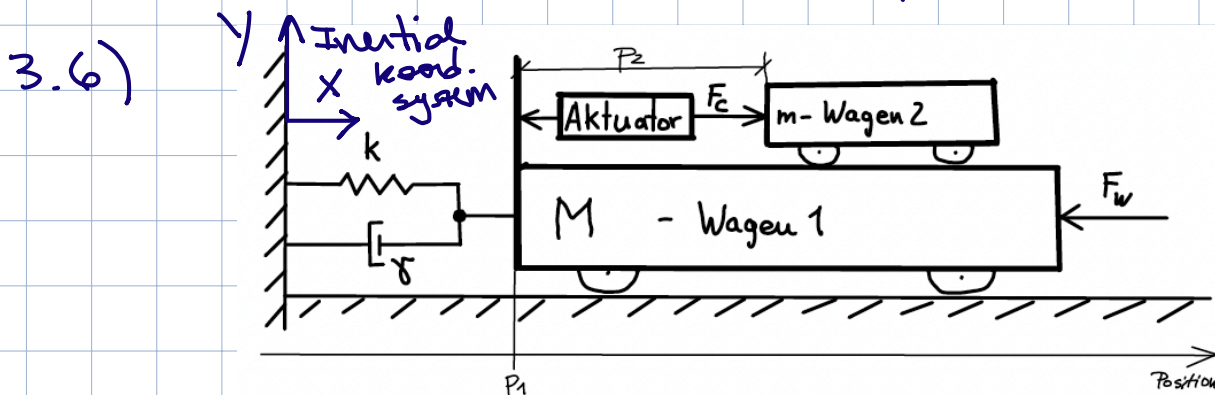 3.6)
y Inertial
x koord.
system
k
γ
P2
Aktuator
Fc
m- Wagen 2
M - Wagen 1
Fw
P1
Position